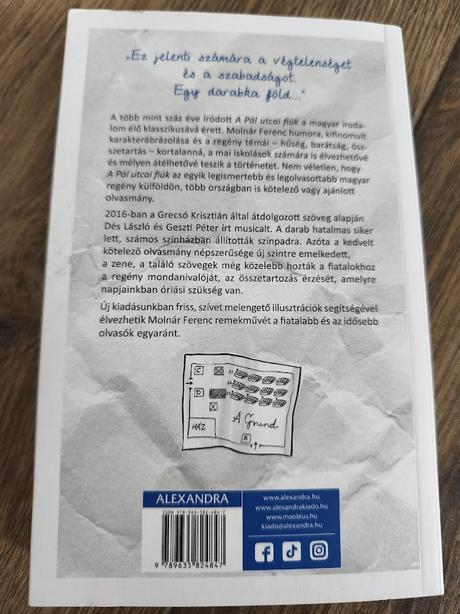 „Ez jelenti számára a végtelenséget
és a szabadságot.
Egy darabka föld..."
A több mint száz éve íródott A Pál utcai fiúk a magyar iroda-
lom élő klasszikusává érett. Molnár Ferenc humora, kifinomult
karakterábrázolása és a regény témái – hűség, barátság, ösz-
szetartás – kortalanná, a mai iskolások számára is élvezhetővé
és mélyen átélhetővé teszik a történetet. Nem véletlen, hogy
A Pál utcai fiúk az egyik legismertebb és legolvasottabb magyar
regény külföldön, több országban is kötelező vagy ajánlott
olvasmány.
2016-ban a Grecsó Krisztián által átdolgozott szöveg alapján
Dés László és Geszti Péter írt musicalt. A darab hatalmas siker
lett, számos színházban állították színpadra. Azóta a kedvelt
kötelező olvasmány népszerűsége új szintre emelkedett,
a zene, a találó szövegek még közelebb hozták a fiatalokhoz
a regény mondanivalóját, az összetartozás érzését, amelyre
napjainkban óriási szükség van.
Új kiadásunkban friss, szívet melengető illusztrációk segítségével
élvezhetik Molnár Ferenc remekművét a fiatalabb és az idősebb
olvasók egyaránt.
C
D
A Grund
HÁZ
B
ALEXANDRA
ISBN 978-963-582-484-7
9 789635 824847
www.alexandra.hu
www.alexandrakiado.hu
www.moobius.hu
kiado@alexandra.hu